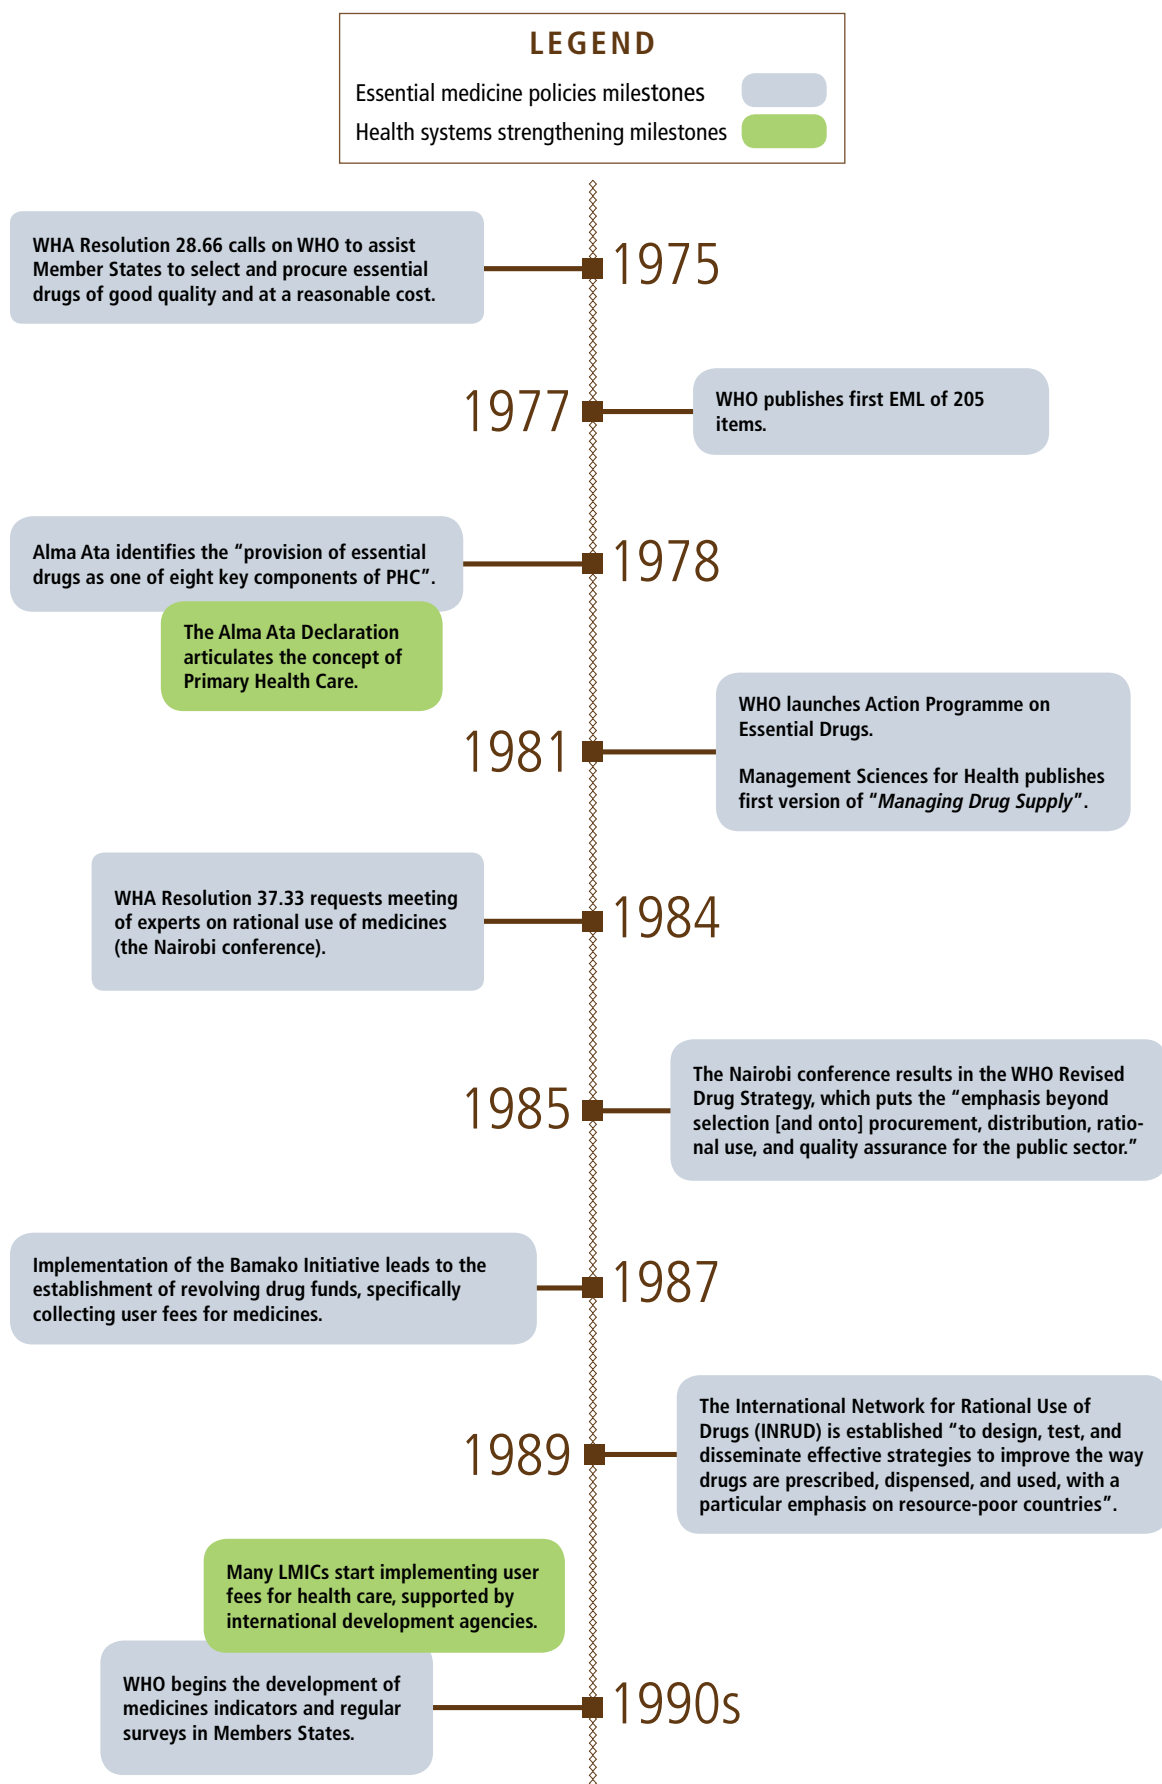 LEGEND
Essential medicine policies milestones
Health systems strengthening milestones
1975
WHA Resolution 28.66 calls on WHO to assist
Member States to select and procure essential
drugs of good quality and at a reasonable cost.
1977
WHO publishes first EML of 205
items.
1978
Alma Ata identifies the “provision of essential
drugs as one of eight key components of PHC”.
The Alma Ata Declaration
articulates the concept of
Primary Health Care.
1981
WHO launches Action Programme on
Essential Drugs.
Management Sciences for Health publishes
first version of “Managing Drug Supply”.
1984
WHA Resolution 37.33 requests meeting
of experts on rational use of medicines
(the Nairobi conference).
1985
The Nairobi conference results in the WHO Revised
Drug Strategy, which puts the “emphasis beyond
selection [and onto] procurement, distribution, ratio-
nal use, and quality assurance for the public sector.”
1987
Implementation of the Bamako Initiative leads to the
establishment of revolving drug funds, specifically
collecting user fees for medicines.
1989
The International Network for Rational Use of
Drugs (INRUD) is established “to design, test, and
disseminate effective strategies to improve the way
drugs are prescribed, dispensed, and used, with a
particular emphasis on resource-poor countries”.
Many LMICs start implementing user
fees for health care, supported by
international development agencies.
1990s
WHO begins the development of
medicines indicators and regular
surveys in Members States.